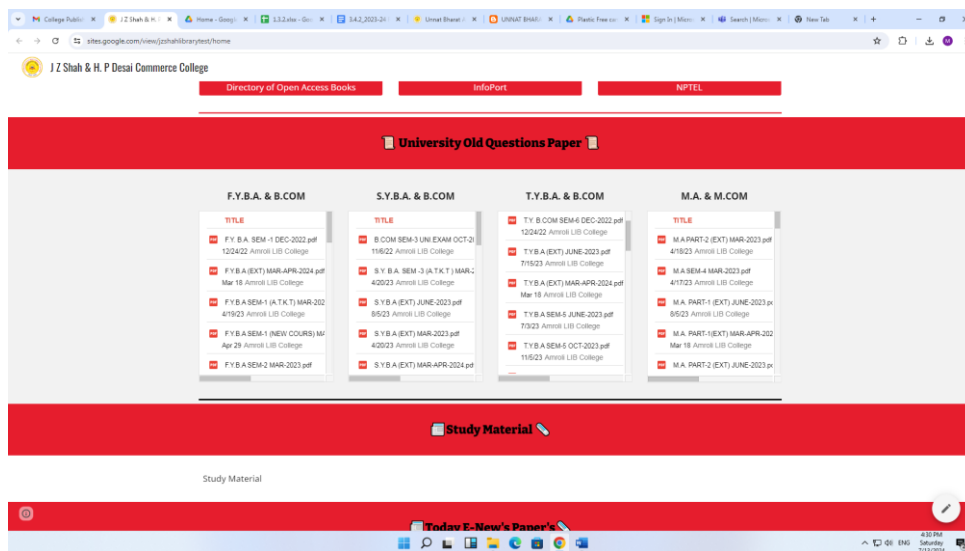 College Publi
J Z Shah & H. P
Home - Goog
3.3.2.xlsx - Goo
3.4.2_2023-24
Unnat Bharat
UNNAT BHAR
Plastic Free
Sign In | Micro
Search | Micro
New Tab
sites.google.com/view/jzshahlibrarytest/home
J Z Shah & H. P Desai Commerce College
Directory of Open Access Books
InfoPort
NPTEL
University Old Questions Paper
F.Y.B.A. & B.COM
TITLE
F.Y. B.A. SEM -1 DEC-2022.pdf
12/24/22 Amroli LIB College
F.Y.B.A (EXT) MAR-APR-2024.pdf
Mar 18 Amroli LIB College
F.Y.B.A SEM-1 (A.T.K.T) MAR-202
4/19/23 Amroli LIB College
F.Y.B.A SEM-1 (NEW COURS) MA
Apr 29 Amroli LIB College
F.Y.B.A SEM-2 MAR-2023.pdf
S.Y.B.A. & B.COM
TITLE
B.COM SEM-3 UNI.EXAM OCT-2
11/6/22 Amroli LIB College
S.Y. B.A. SEM -3 (A.T.K.T ) MAR-2
4/20/23 Amroli LIB College
S.Y.B.A (EXT) JUNE-2023.pdf
8/5/23 Amroli LIB College
S.Y.B.A (EXT) MAR-2023.pdf
4/20/23 Amroli LIB College
S.Y.B.A (EXT) MAR-APR-2024.pd
T.Y.B.A. & B.COM
T.Y. B.COM SEM-6 DEC-2022.pdf
12/24/22 Amroli LIB College
T.Y.B.A (EXT) JUNE-2023.pdf
7/15/23 Amroli LIB College
T.Y.B.A (EXT) MAR-APR-2024.pdf
Mar 18 Amroli LIB College
T.Y.B.A SEM-5 JUNE-2023.pdf
7/3/23 Amroli LIB College
T.Y.B.A SEM-5 OCT-2023.pdf
11/5/23 Amroli LIB College
M.A. & M.COM
TITLE
M.A PART-2 (EXT) MAR-2023.pdf
4/18/23 Amroli LIB College
M.A SEM-4 MAR-2023.pdf
4/17/23 Amroli LIB College
M.A. PART-1 (EXT) JUNE-2023.pd
8/5/23 Amroli LIB College
M.A. PART-1(EXT) MAR-APR-202
Mar 18 Amroli LIB College
M.A. PART-2 (EXT) JUNE-2023.pd
Study Material
Study Material
Today E-New's Paper's
ENG
4:30 PM
Saturday
7/13/2024